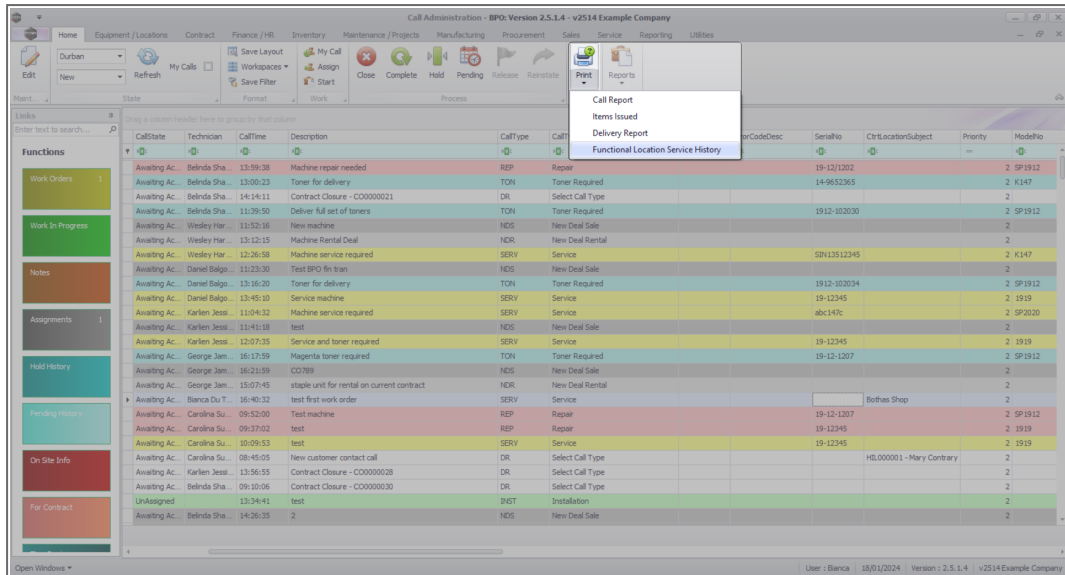 Call Administration - BPO: Version 2.5.1.4 - v2514 Example Company
Home Equipment / Locations Contract Finance / HR Inventory Maintenance / Projects Manufacturing Procurement Sales Service Reporting Utilities
Durban
New
Edit
Refresh
My Calls
Save Layout
Workspaces
Save Filter
My Call
Assign
Start
Close Complete Hold Pending Release Reinstate
Print Reports
Maint... State Format Work Process
Call Report
Items Issued
Delivery Report
Functional Location Service History
Links
Enter text to search...
Functions
Work Orders 1
Work In Progress
Notes
Assignments 1
Hold History
Pending History
On Site Info
For Contract
Drag a column header here to group by that column
CallState Technician CallTime Description CallType CallT orCodeDesc SerialNo CtrtLocationSubject Priority ModelNo
Awaiting Ac... Belinda Sha... 13:59:38 Machine repair needed REP Repair 19-12/1202 2 SP1912
Awaiting Ac... Belinda Sha... 13:00:23 Toner for delivery TON Toner Required 14-9652365 2 K147
Awaiting Ac... Belinda Sha... 14:14:11 Contract Closure - CO0000021 DR Select Call Type 2
Awaiting Ac... Belinda Sha... 11:39:50 Deliver full set of toners TON Toner Required 1912-102030 2 SP1912
Awaiting Ac... Wesley Har... 11:52:16 New machine NDS New Deal Sale 2
Awaiting Ac... Wesley Har... 13:12:15 Machine Rental Deal NDR New Deal Rental 2
Awaiting Ac... Wesley Har... 12:26:58 Machine service required SERV Service SIN13512345 2 K147
Awaiting Ac... Daniel Balgo... 11:23:30 Test BPO fin tran NDS New Deal Sale 2
Awaiting Ac... Daniel Balgo... 13:16:20 Toner for delivery TON Toner Required 1912-102034 2 SP1912
Awaiting Ac... Daniel Balgo... 13:45:10 Service machine SERV Service 19-12345 2 1919
Awaiting Ac... Karlien Jessi... 11:04:32 Machine service required SERV Service abc147c 2 SP2020
Awaiting Ac... Karlien Jessi... 11:41:18 test NDS New Deal Sale 2
Awaiting Ac... Karlien Jessi... 12:07:35 Service and toner required SERV Service 19-12345 2 1919
Awaiting Ac... George Jam... 16:17:59 Magenta toner required TON Toner Required 19-12-1207 2 SP1912
Awaiting Ac... George Jam... 16:21:59 CO789 NDS New Deal Sale 2
Awaiting Ac... George Jam... 15:07:45 staple unit for rental on current contract NDR New Deal Rental 2
Awaiting Ac... Bianca Du T... 16:40:32 test first work order SERV Service Bothas Shop 2
Awaiting Ac... Carolina Su... 09:52:00 Test machine REP Repair 19-12-1207 2 SP1912
Awaiting Ac... Carolina Su... 09:37:02 test REP Repair 19-12345 2 1919
Awaiting Ac... Carolina Su... 10:09:53 test SERV Service 19-12345 2 1919
Awaiting Ac... Carolina Su... 08:45:05 New customer contact call DR Select Call Type HIL000001 - Mary Contrary 2
Awaiting Ac... Karlien Jessi... 13:56:55 Contract Closure - CO0000028 DR Select Call Type 2
Awaiting Ac... Belinda Sha... 09:10:06 Contract Closure - CO0000030 DR Select Call Type 2
UnAssigned 13:34:41 test INST Installation 2
Awaiting Ac... Belinda Sha... 14:26:35 2 NDS New Deal Sale 2
Open Windows
User : Bianca 18/01/2024 Version : 2.5.1.4 v2514 Example Company